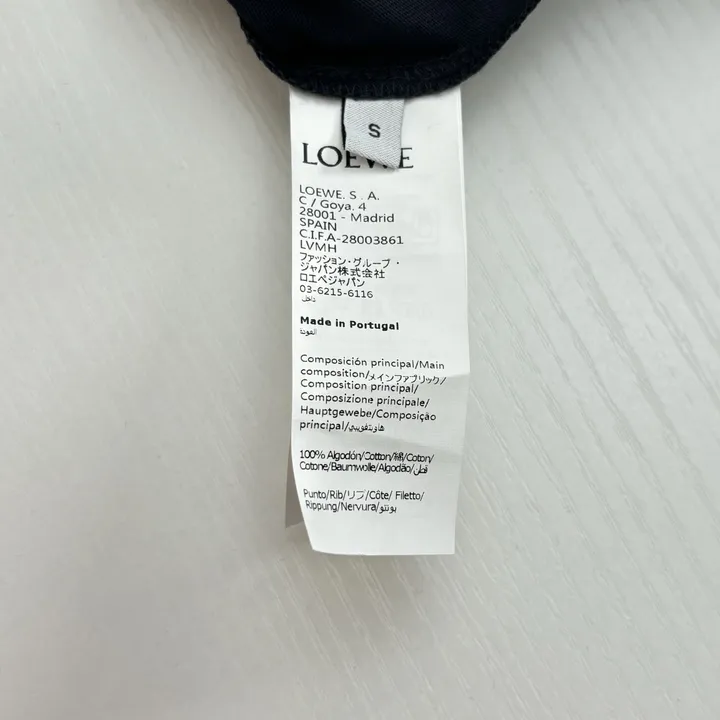 S
LOEWE
LOEWE. S . A.
C / Goya. 4
28001 - Madrid
SPAIN
C.I.F.A-28003861
LVMH
ファッション・グループ・
ジャパン株式会社
ロエベジャパン
03-6215-6116
داخل
Made in Portugal
العودة
Composición principal/Main
composition/メインファブリック/
Composition principal/
Composizione principale/
Hauptgewebe/Composição
principal/
100% Algodón/Cotton/綿/Coton/
Cotone/Baumwolle/Algodão/قطن
Punto/Rib/リブ/Côte/ Filetto/
Rippung/Nervura/بونتو